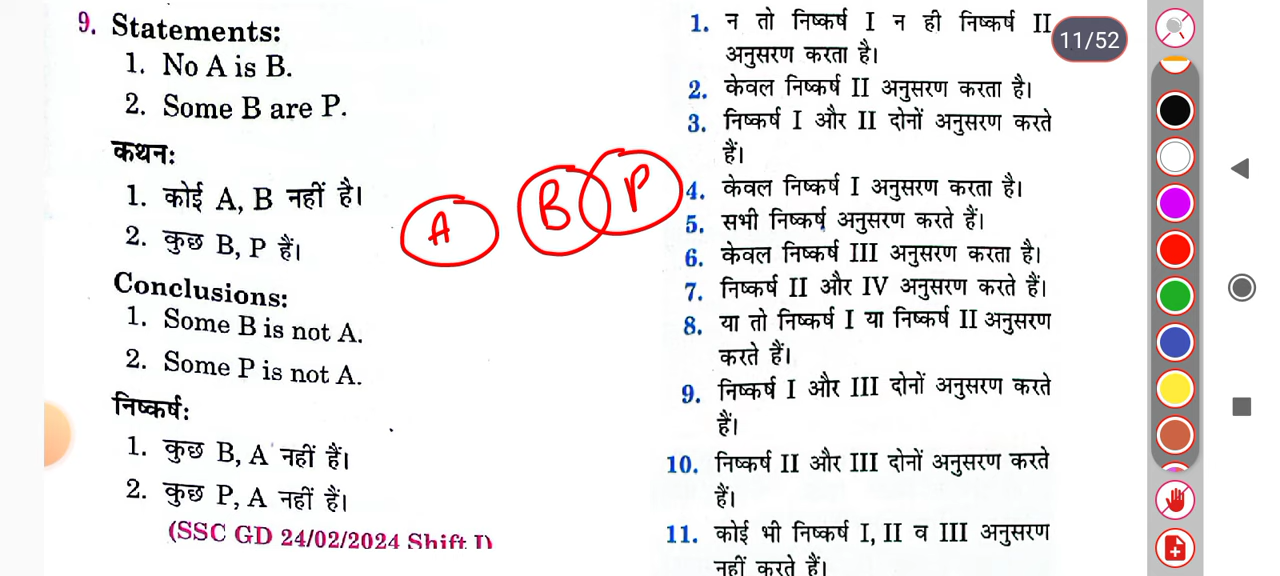 9. Statements:
1. No A is B.
2. Some B are P.
कथनः
1. कोई A, B नहीं है।
2. कुछ B, P हैं।
Conclusions:
1. Some B is not A.
2. Some P is not A.
निष्कर्षः
1. कुछ B, A नहीं हैं।
2. कुछ P, A नहीं हैं।
(SSC GD 24/02/2024 Shift I)
A
B
P
1. न तो निष्कर्ष I न ही निष्कर्ष II
अनुसरण करता है।
2. केवल निष्कर्ष II अनुसरण करता है।
3. निष्कर्ष I और II दोनों अनुसरण करते
हैं।
4. केवल निष्कर्ष I अनुसरण करता है।
5. सभी निष्कर्ष अनुसरण करते हैं।
6. केवल निष्कर्ष III अनुसरण करता है।
7. निष्कर्ष II और IV अनुसरण करते हैं।
8. या तो निष्कर्ष I या निष्कर्ष II अनुसरण
करते हैं।
9. निष्कर्ष I और III दोनों अनुसरण करते
हैं।
10. निष्कर्ष II और III दोनों अनुसरण करते
हैं।
11. कोई भी निष्कर्ष I, II व III अनुसरण
नहीं करते हैं।
11/52